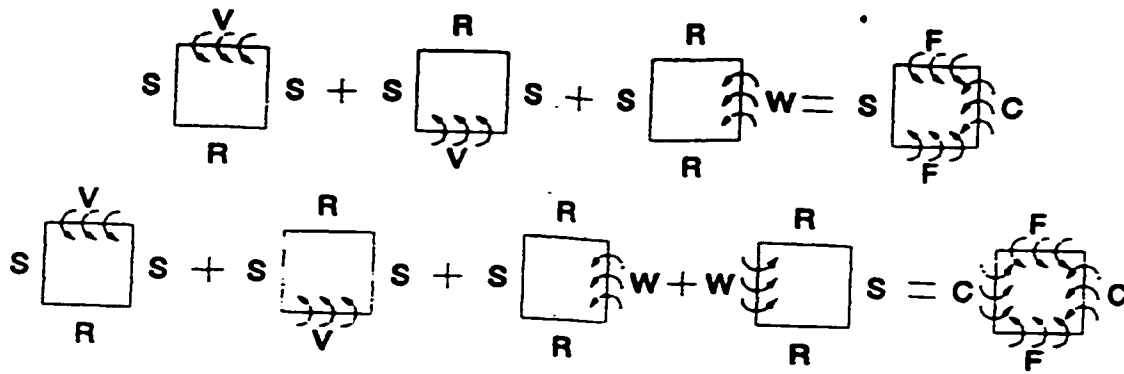 V R R F
S S + S S + S W = S C
R V R F
V R R R F
S S + S S + S W + W S = C C
R V R R F